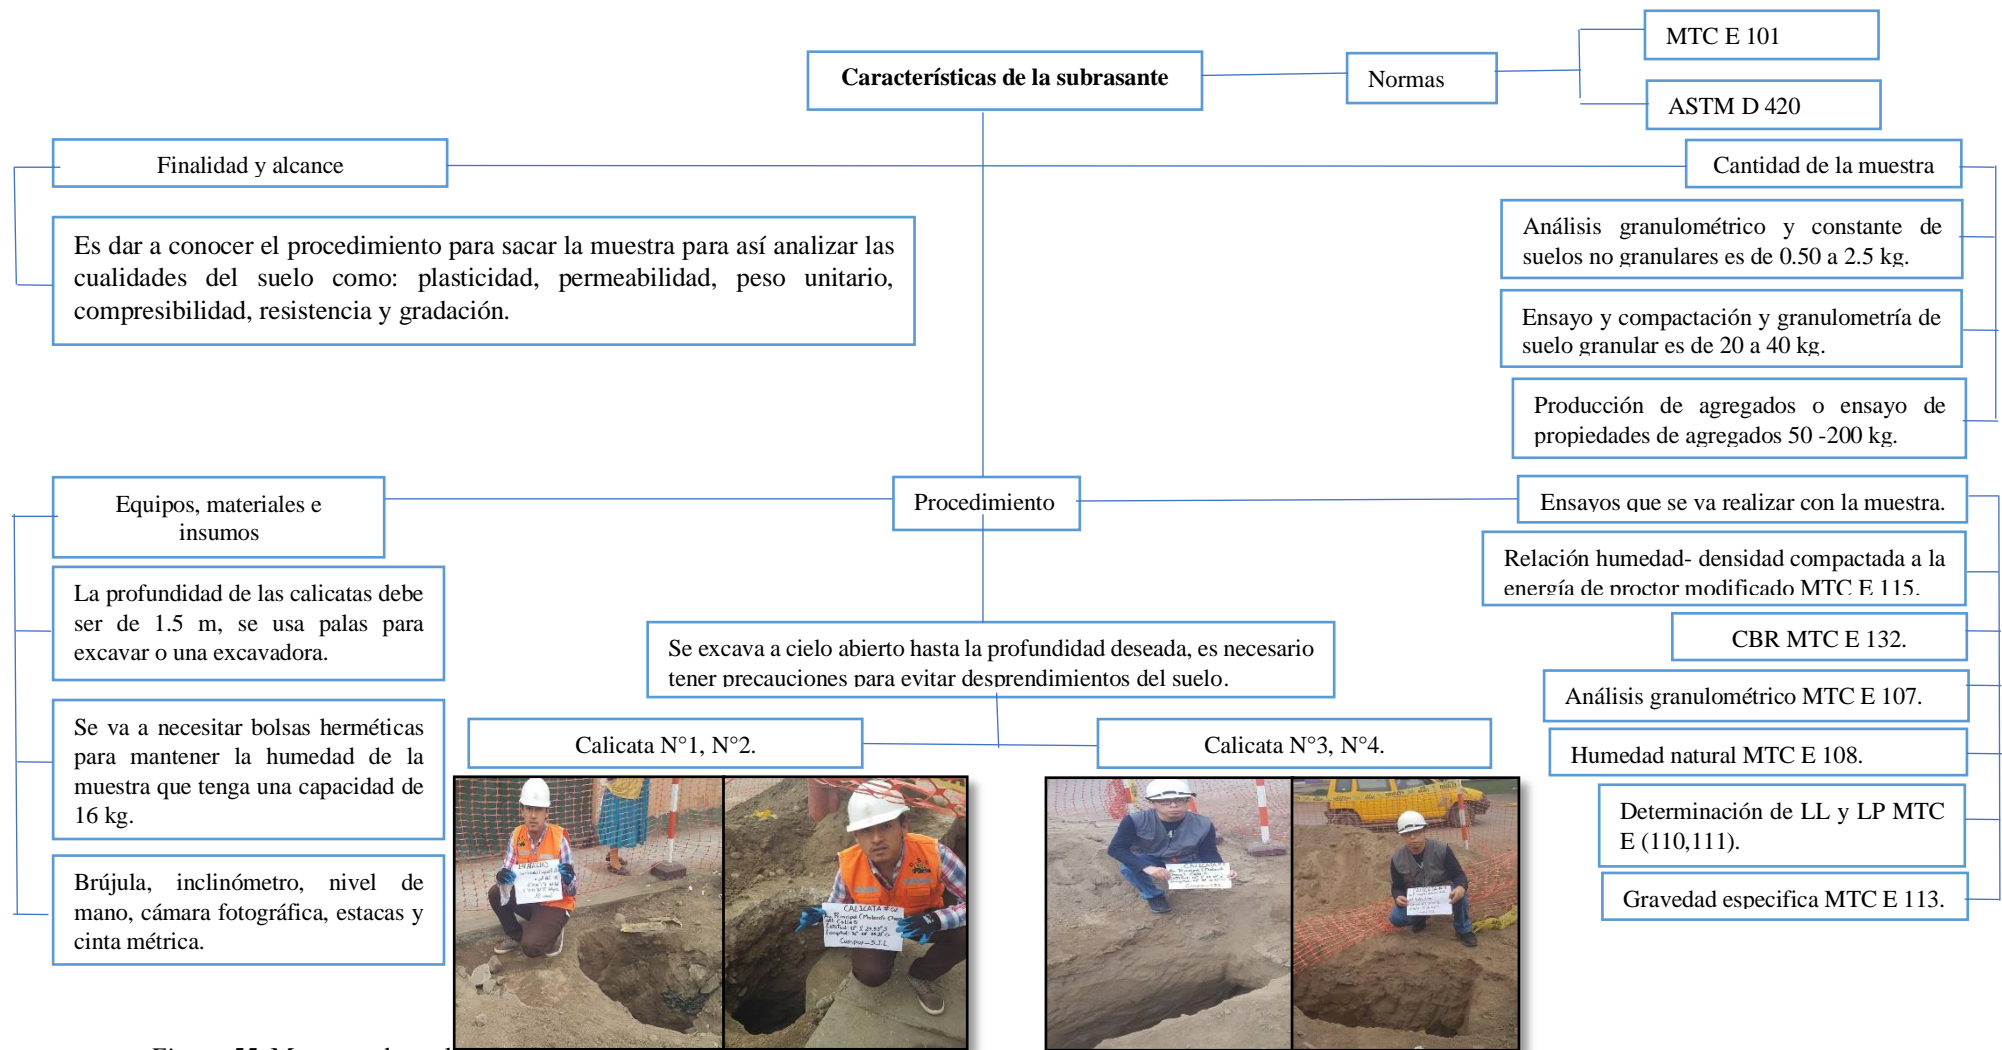 MTC E 101
Características de la subrasante
Normas
ASTM D 420
Finalidad y alcance
Cantidad de la muestra
Es dar a conocer el procedimiento para sacar la muestra para así analizar las
cualidades del suelo como: plasticidad, permeabilidad, peso unitario,
compresibilidad, resistencia y gradación.
Análisis granulométrico y constante de
suelos no granulares es de 0.50 a 2.5 kg.
Ensayo y compactación y granulometría de
suelo granular es de 20 a 40 kg.
Producción de agregados o ensayo de
propiedades de agregados 50 -200 kg.
Equipos, materiales e
insumos
Procedimiento
Ensayos que se va realizar con la muestra.
La profundidad de las calicatas debe
ser de 1.5 m, se usa palas para
excavar o una excavadora.
Se va a necesitar bolsas herméticas
para mantener la humedad de la
muestra que tenga una capacidad de
16 kg.
Brújula, inclinómetro, nivel de
mano, cámara fotográfica, estacas y
cinta métrica.
Se excava a cielo abierto hasta la profundidad deseada, es necesario
tener precauciones para evitar desprendimientos del suelo.
Calicata N°1, N°2.
Calicata N°3, N°4.
Relación humedad- densidad compactada a la
energía de proctor modificado MTC E 115.
CBR MTC E 132.
Análisis granulométrico MTC E 107.
Humedad natural MTC E 108.
Determinación de LL y LP MTC
E (110,111).
Gravedad especifica MTC E 113.
CALICATA
Av. Principal